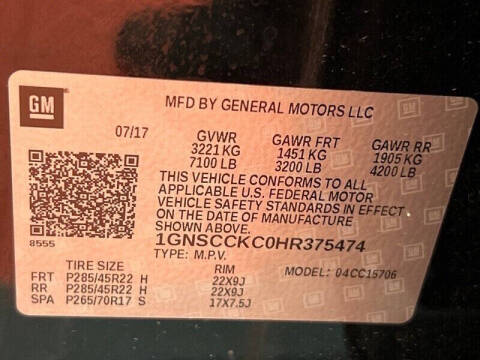 GM
MFD BY GENERAL MOTORS LLC
07/17 GVWR GAWR FRT GAWR RR
3221 KG 1451 KG 1905 KG
7100 LB 3200 LB 4200 LB
THIS VEHICLE CONFORMS TO ALL
APPLICABLE U.S. FEDERAL MOTOR
VEHICLE SAFETY STANDARDS IN EFFECT
ON THE DATE OF MANUFACTURE
SHOWN ABOVE.
8555
1GNSCCKC0HR375474
TYPE: M.P.V. MODEL: 04CC15706
TIRE SIZE RIM
FRT P285/45R22 H 22X9J
RR P285/45R22 H 22X9J
SPA P265/70R17 S 17X7.5J